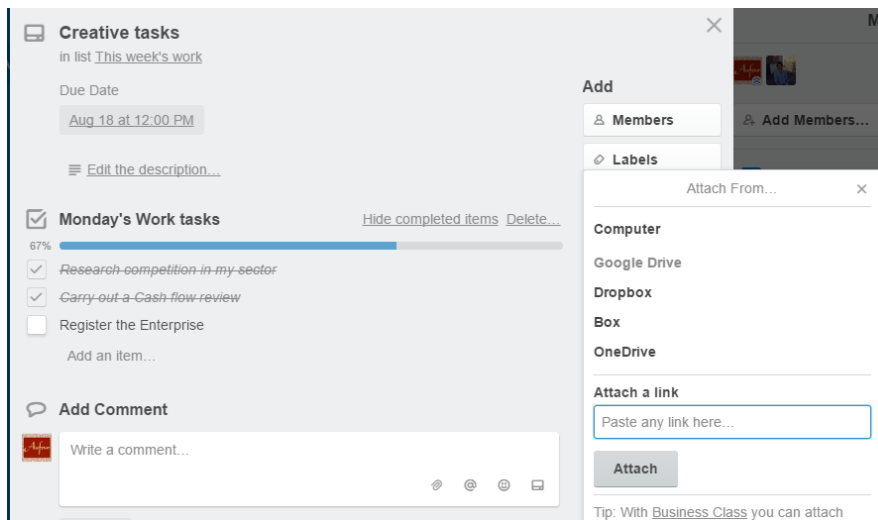 Creative tasks
in list This week's work
Due Date
Aug 18 at 12:00 PM
Edit the description...
Monday's Work tasks Hide completed items Delete...
67%
Research competition in my sector
Carry out a Cash flow review
Register the Enterprise
Add an item...
Add Comment
Write a comment...
Add
Members
Labels
M
Add Members...
Attach From...
Computer
Google Drive
Dropbox
Box
OneDrive
Attach a link
Paste any link here...
Attach
Tip: With Business Class you can attach